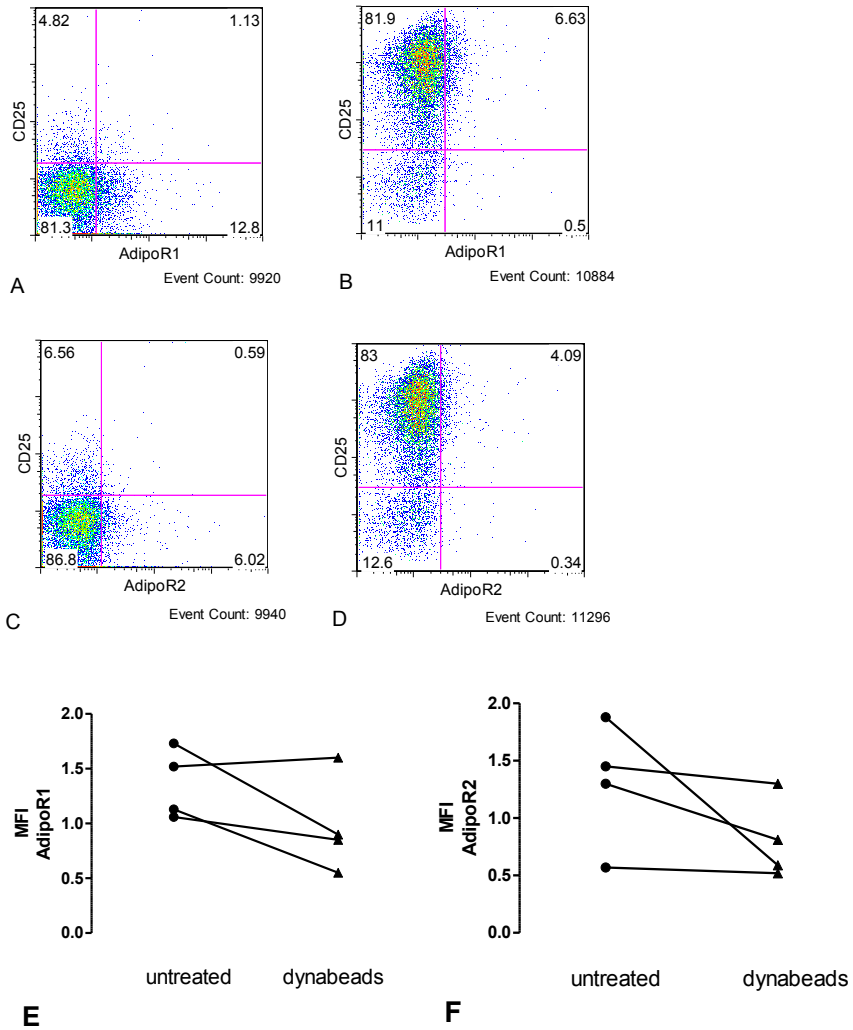 4.82 1.13
CD25
81.3 12.8
AdipoR1
A Event Count: 9920
81.9 6.63
CD25
11 0.5
AdipoR1
B Event Count: 10884
6.56 0.59
CD25
86.8 6.02
AdipoR2
C Event Count: 9940
83 4.09
CD25
12.6 0.34
AdipoR2
D Event Count: 11296
2.0
1.5
1.0
0.5
0.0
MFI
AdipoR1
untreated dynabeads
E
2.0
1.5
1.0
0.5
0.0
MFI
AdipoR2
untreated dynabeads
F